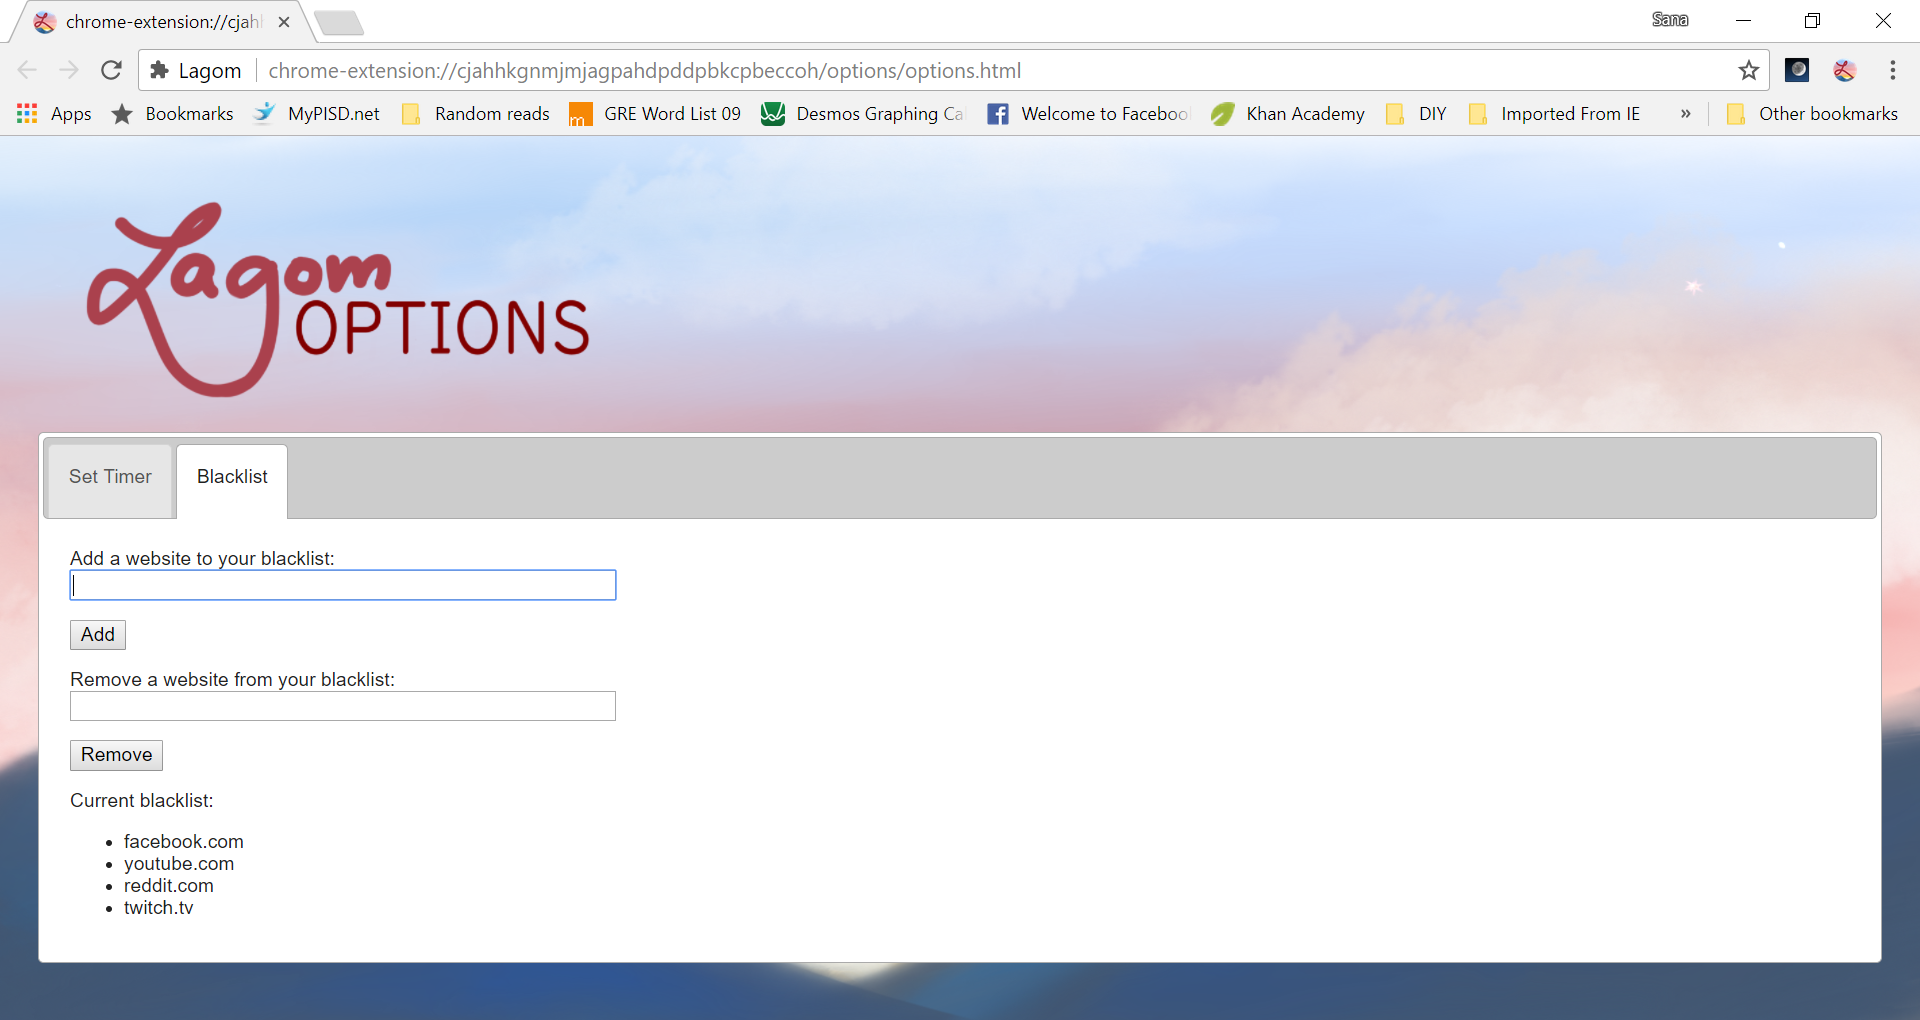 chrome-extension://cjah
Sana
Lagom chrome-extension://cjahhkgnmjmjagpahdpddpbkcpbeccoh/options/options.html
Apps Bookmarks MyPISD.net Random reads m GRE Word List 09 Desmos Graphing Ca Welcome to Faceboo Khan Academy DIY Imported From IE » Other bookmarks
Lagom
OPTIONS
Set Timer Blacklist
Add a website to your blacklist:
Add
Remove a website from your blacklist:
Remove
Current blacklist:
• facebook.com
• youtube.com
• reddit.com
• twitch.tv